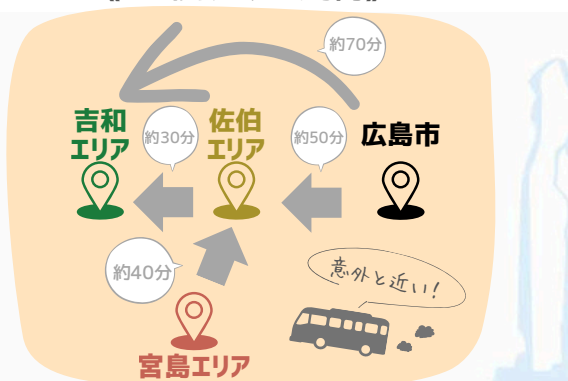 約70分
吉和
エリア
約30分
佐伯
エリア
約50分
広島市
約40分
意外と近い!
宮島エリア